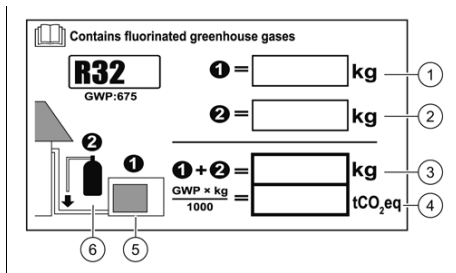 Contains fluorinated greenhouse gases
R32
GWP:675
❶= kg 1
❷= kg 2
❶+❷= kg 3
GWP × kg
1000
= tCO₂eq 4
❷
❶
6 5